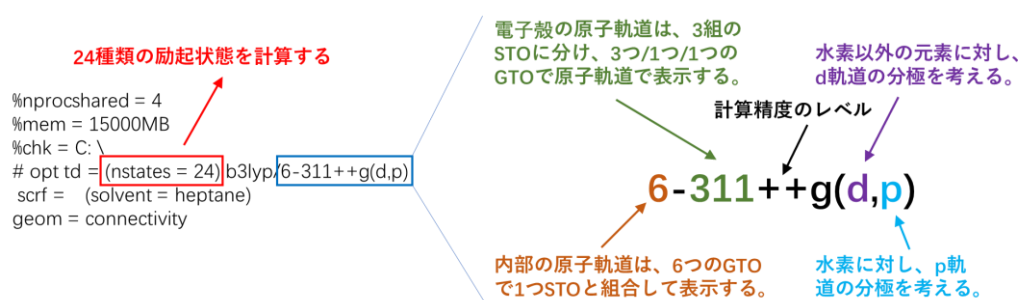 24種類の励起状態を計算する
%nprocshared = 4
%mem = 15000MB
%chk = C: \
# opt td = (nstates = 24) b3lyp/6-311++g(d,p)
scrf = (solvent = heptane)
geom = connectivity
電子殻の原子軌道は、3組の
STOに分け、3つ/1つ/1つの
GTOで原子軌道で表示する。
水素以外の元素に対し、
d軌道の分極を考える。
計算精度のレベル
6-311++g(d,p)
内部の原子軌道は、6つのGTO
で1つSTOと組合して表示する。
水素に対し、p軌
道の分極を考える。